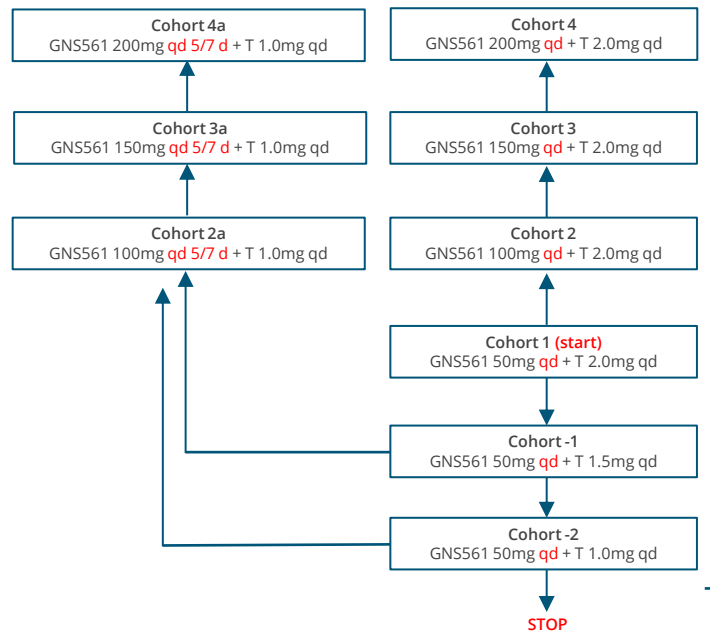 Cohort 4a
GNS561 200mg qd 5/7 d + T 1.0mg qd
Cohort 4
GNS561 200mg qd + T 2.0mg qd
Cohort 3a
GNS561 150mg qd 5/7 d + T 1.0mg qd
Cohort 3
GNS561 150mg qd + T 2.0mg qd
Cohort 2a
GNS561 100mg qd 5/7 d + T 1.0mg qd
Cohort 2
GNS561 100mg qd + T 2.0mg qd
Cohort 1 (start)
GNS561 50mg qd + T 2.0mg qd
Cohort -1
GNS561 50mg qd + T 1.5mg qd
Cohort -2
GNS561 50mg qd + T 1.0mg qd
STOP